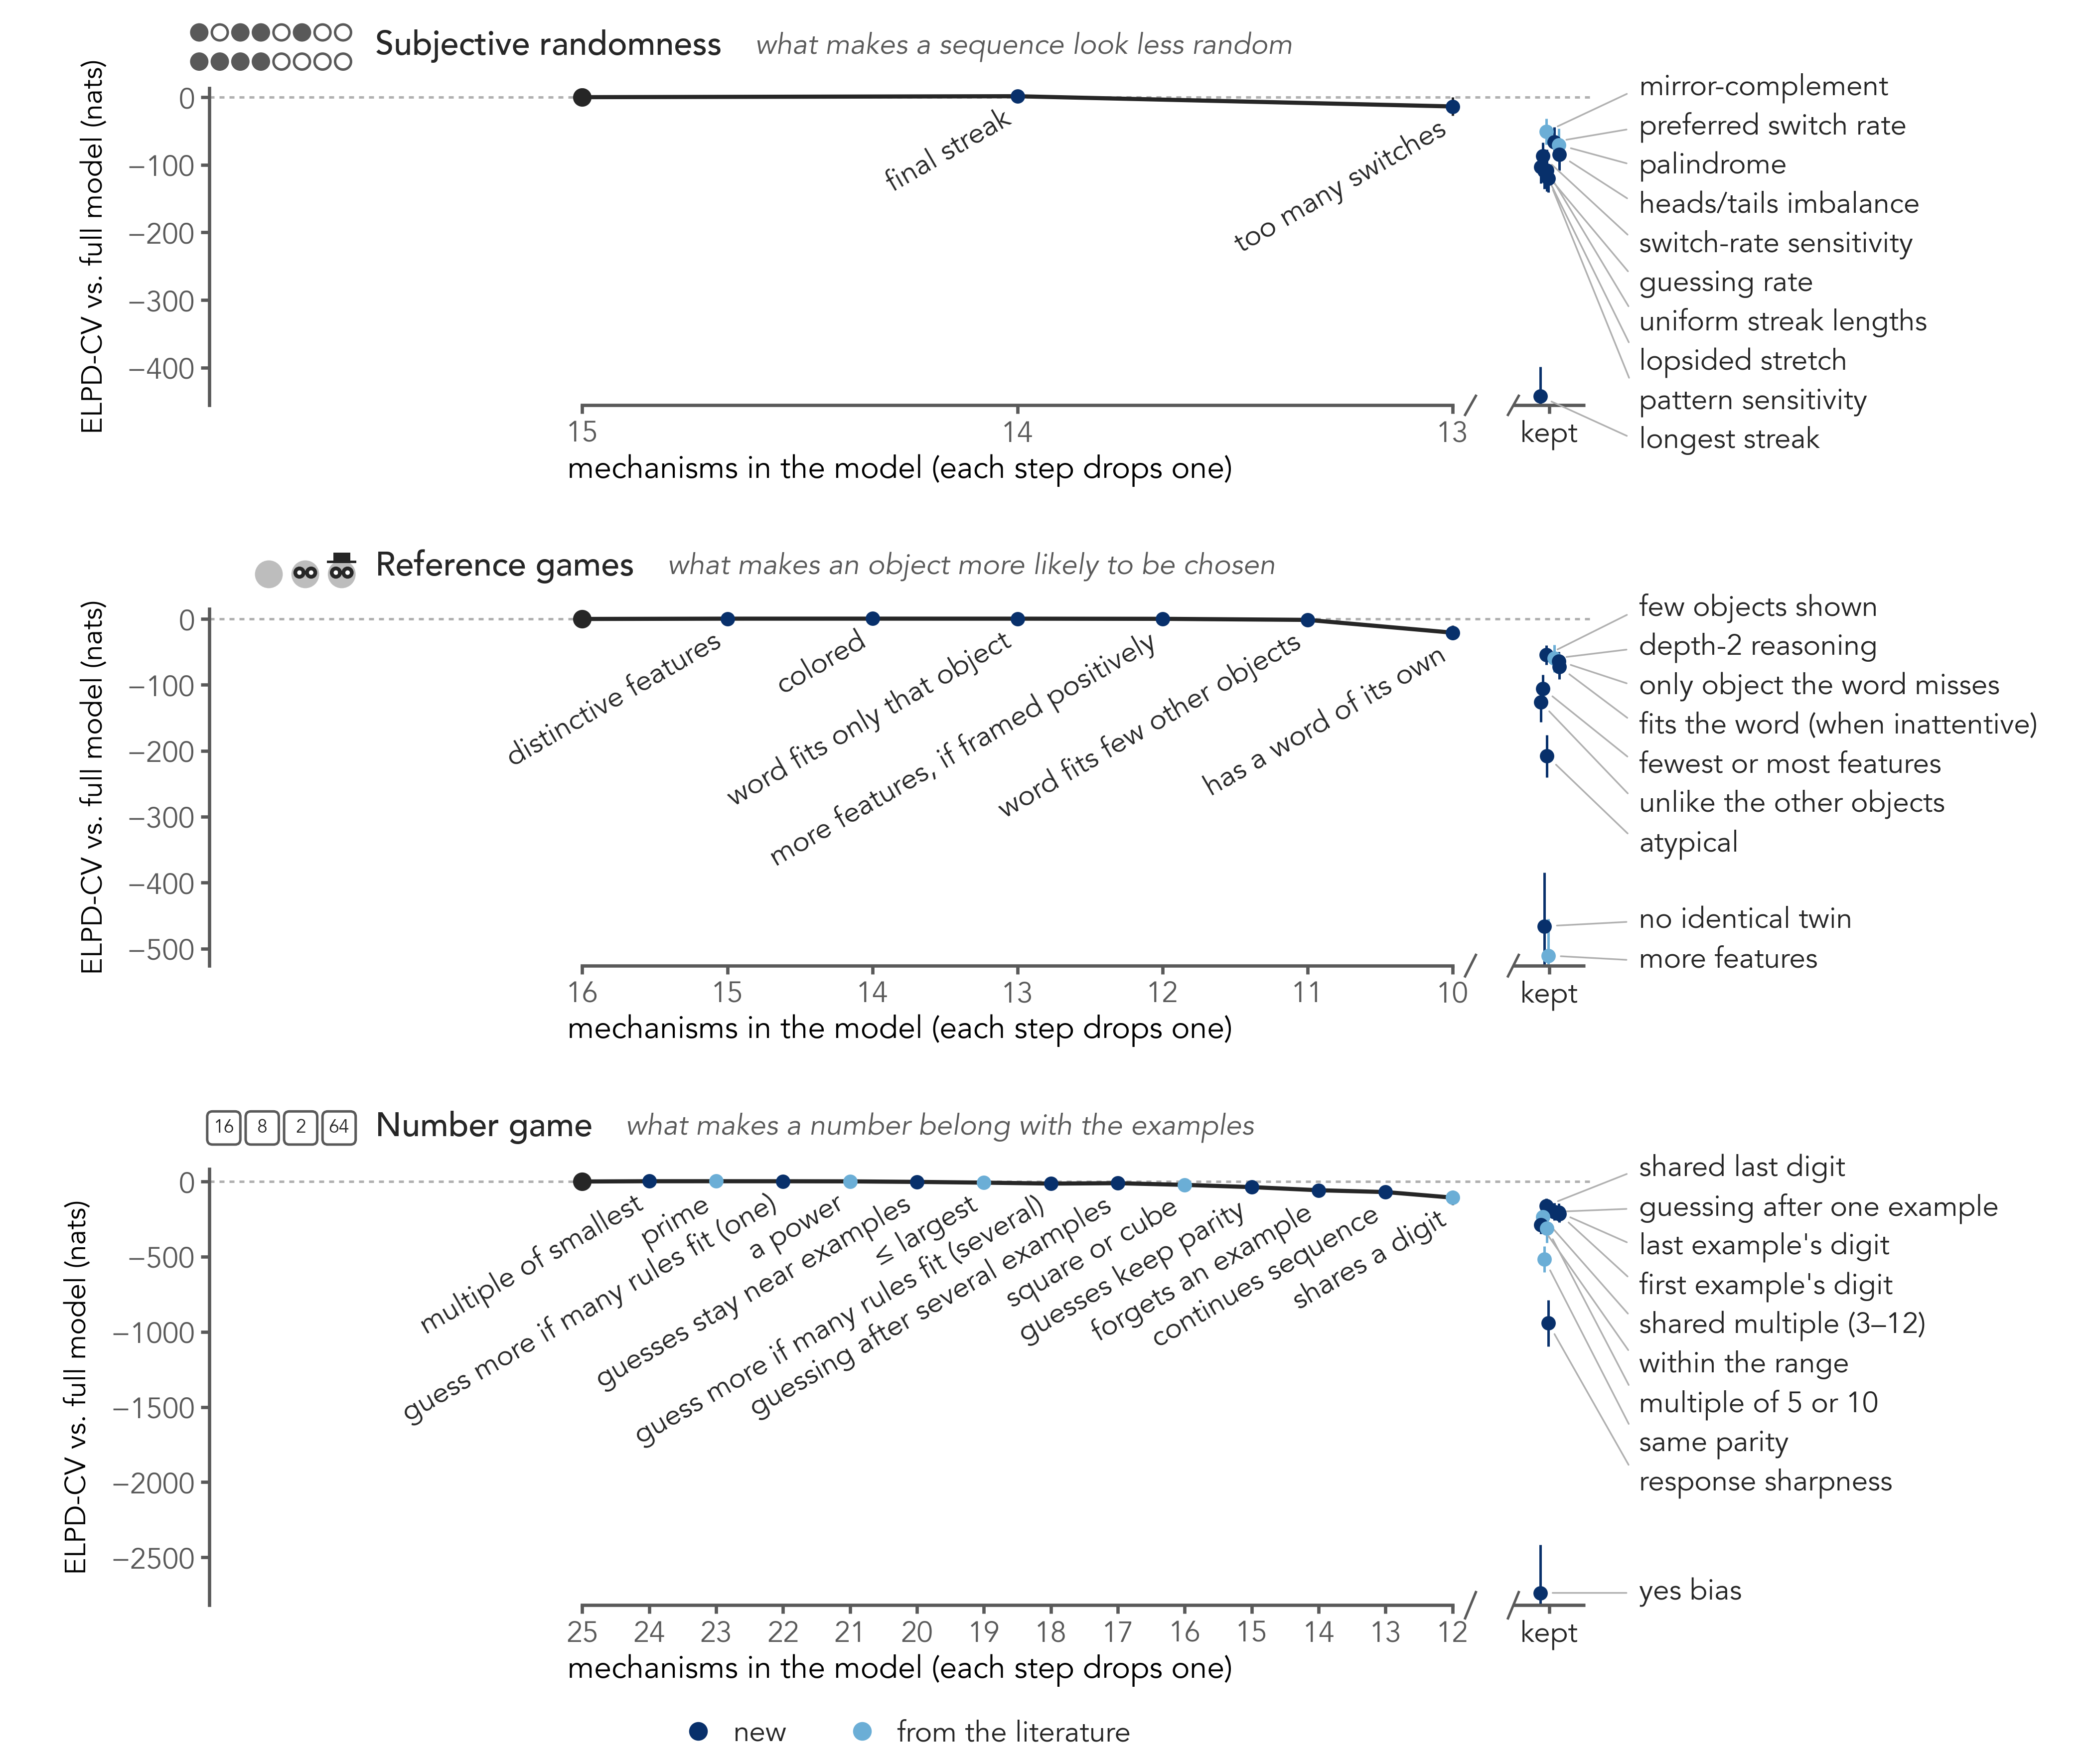 Subjective randomness what makes a sequence look less random
ELPD-CV vs. full model (nats)
0
−100
−200
−300
−400
final streak
too many switches
mirror-complement
preferred switch rate
palindrome
heads/tails imbalance
switch-rate sensitivity
guessing rate
uniform streak lengths
lopsided stretch
pattern sensitivity
longest streak
15 14 13 kept
mechanisms in the model (each step drops one)
Reference games what makes an object more likely to be chosen
ELPD-CV vs. full model (nats)
0
−100
−200
−300
−400
−500
distinctive features
colored
word fits only that object
more features, if framed positively
word fits few other objects
has a word of its own
few objects shown
depth-2 reasoning
only object the word misses
fits the word (when inattentive)
fewest or most features
unlike the other objects
atypical
no identical twin
more features
16 15 14 13 12 11 10 kept
mechanisms in the model (each step drops one)
16 8 2 64 Number game what makes a number belong with the examples
ELPD-CV vs. full model (nats)
0
−500
−1000
−1500
−2000
−2500
multiple of smallest
prime
guess more if many rules fit (one)
a power
guesses stay near examples
≤ largest
guess more if many rules fit (several)
guessing after several examples
square or cube
guesses keep parity
forgets an example
continues sequence
shares a digit
shared last digit
guessing after one example
last example's digit
first example's digit
shared multiple (3–12)
within the range
multiple of 5 or 10
same parity
response sharpness
yes bias
25 24 23 22 21 20 19 18 17 16 15 14 13 12 kept
mechanisms in the model (each step drops one)
new from the literature